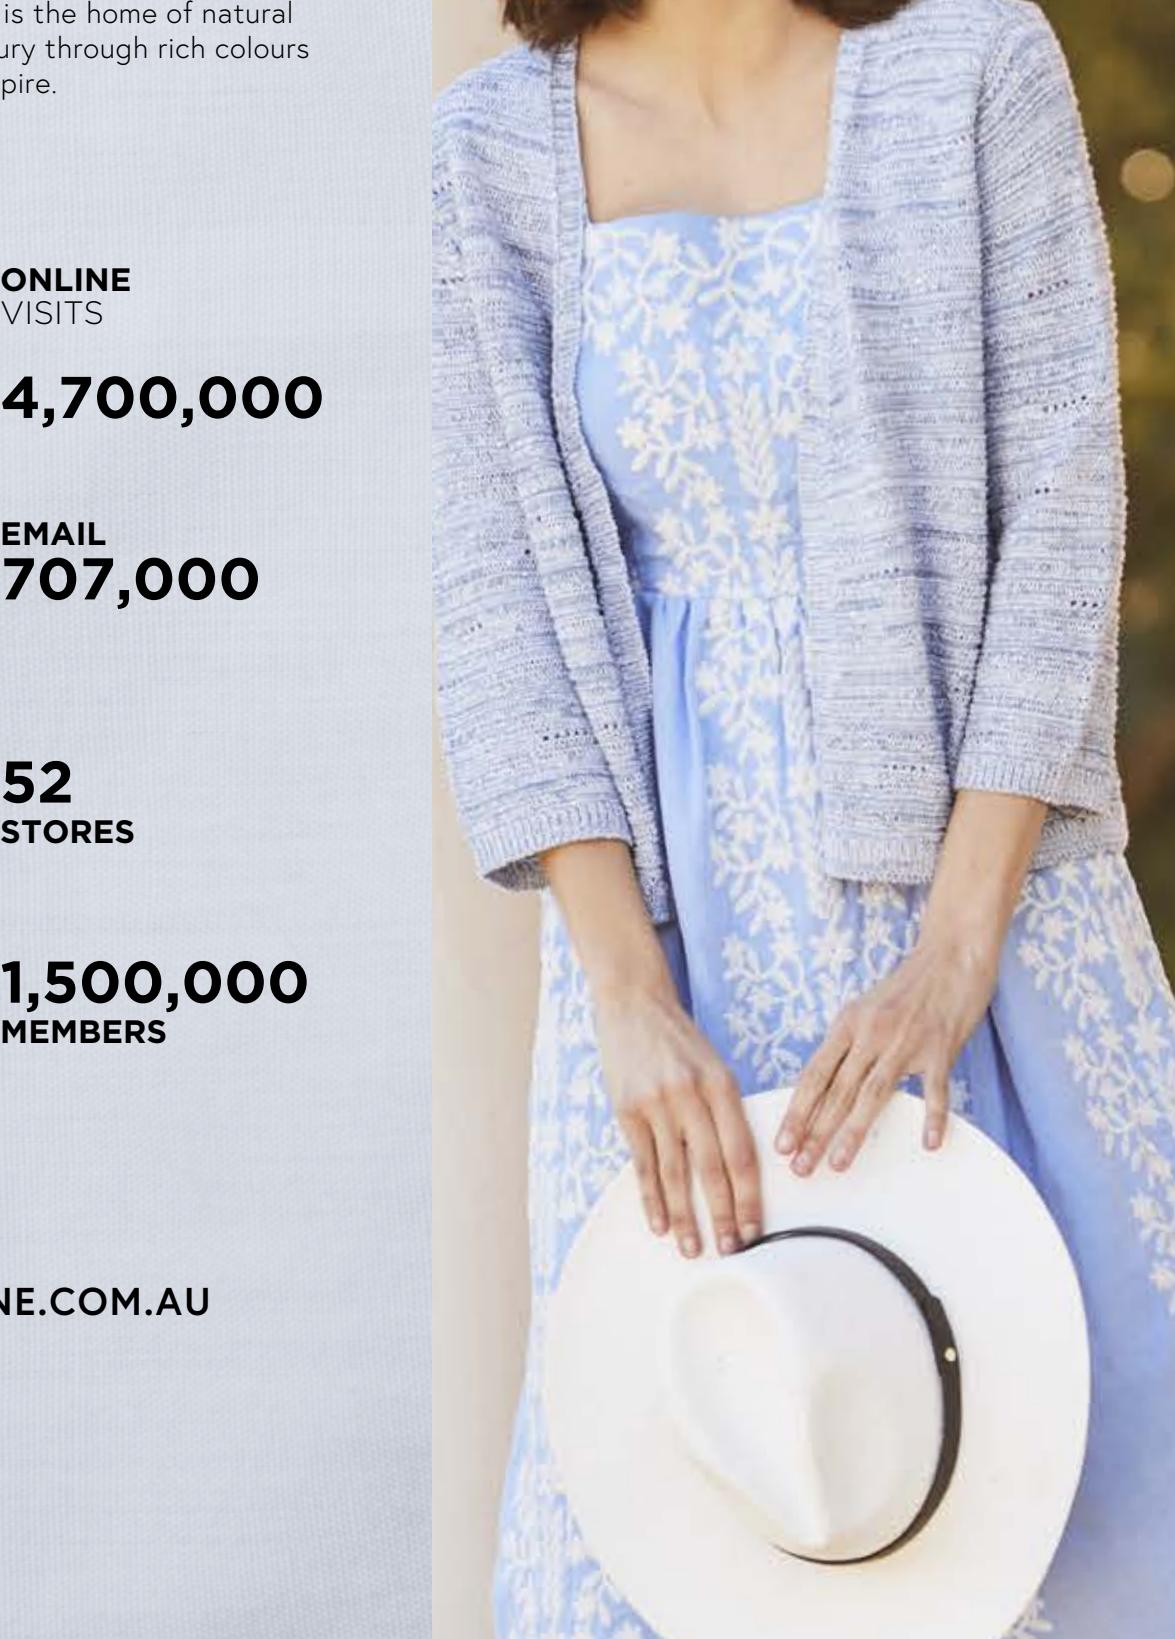 is the home of natural
ury through rich colours
pire.
ONLINE
VISITS
4,700,000
EMAIL
707,000
52
STORES
1,500,000
MEMBERS
NE.COM.AU